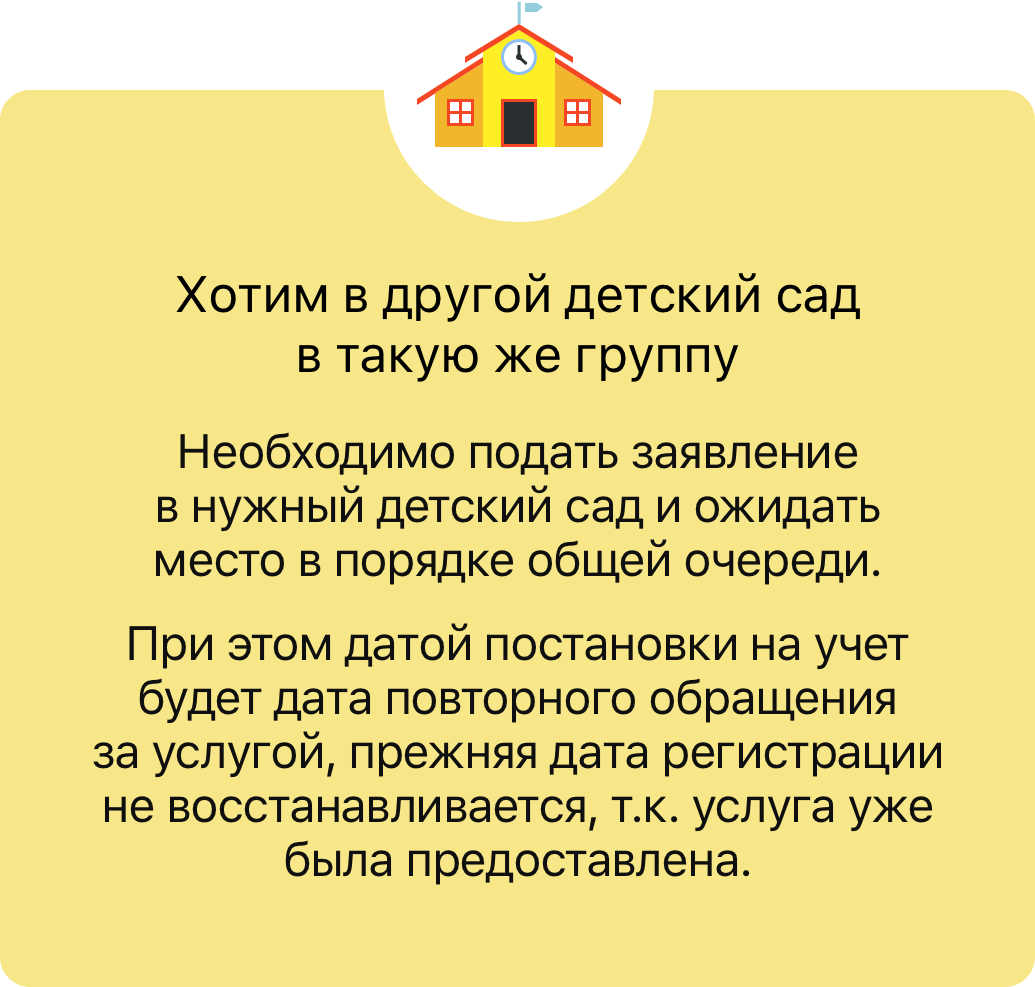 Хотим в другой детский сад
в такую же группу
Необходимо подать заявление
в нужный детский сад и ожидать
место в порядке общей очереди.
При этом датой постановки на учет
будет дата повторного обращения
за услугой, прежняя дата регистрации
не восстанавливается, т.к. услуга уже
была предоставлена.